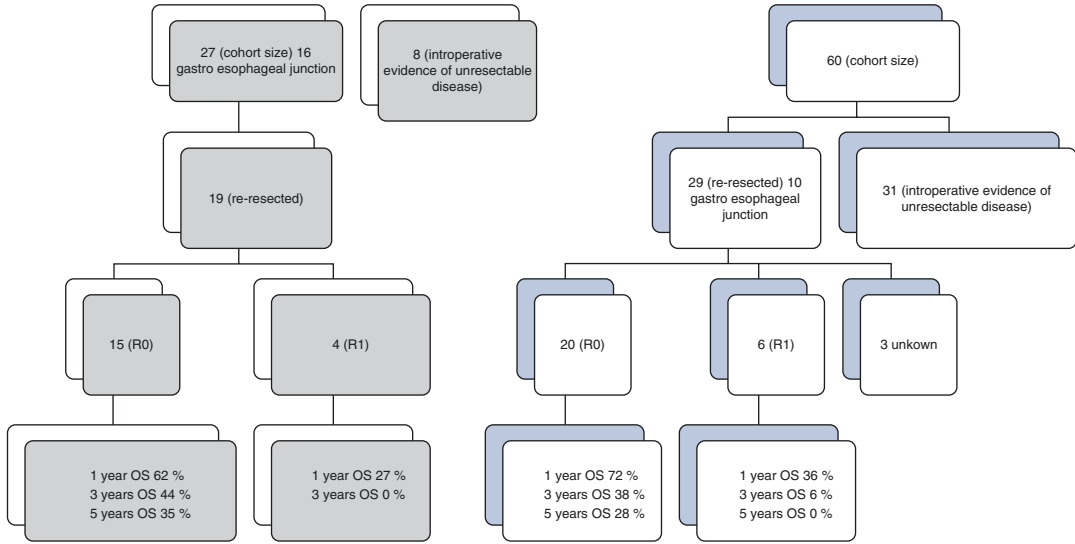 27 (cohort size) 16
gastro esophageal junction
8 (introperative
evidence of unresectable
disease)
60 (cohort size)
19 (re-resected)
29 (re-resected) 10
gastro esophageal
junction
31 (introperative evidence of
unresectable disease)
15 (R0)
4 (R1)
20 (R0)
6 (R1)
3 unkown
1 year OS 62 %
3 years OS 44 %
5 years OS 35 %
1 year OS 27 %
3 years OS 0 %
1 year OS 72 %
3 years OS 38 %
5 years OS 28 %
1 year OS 36 %
3 years OS 6 %
5 years OS 0 %